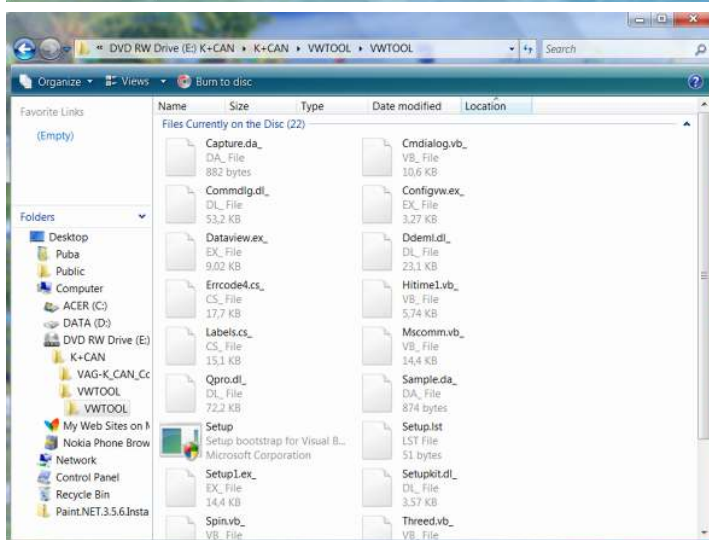 « DVD RW Drive (E:) K+CAN ▸ K+CAN ▸ VWTOOL ▸ VWTOOL
Search
Organize
Views
Burn to disc
Favorite Links
(Empty)
Folders
Desktop
Puba
Public
Computer
ACER (C:)
DATA (D:)
DVD RW Drive (E:)
K+CAN
VAG-K_CAN_Cc
VWTOOL
VWTOOL
My Web Sites on
Nokia Phone Brow
Network
Control Panel
Recycle Bin
Paint.NET.3.5.6.Insta
Name Size Type Date modified Location
Files Currently on the Disc (22)
Capture.da_
DA_ File
882 bytes
Cmdialog.vb_
VB_ File
10,6 KB
Commdlg.dl_
DL_ File
53,2 KB
Configvw.ex_
EX_ File
3,27 KB
Dataview.ex_
EX_ File
9,02 KB
Ddeml.dl_
DL_ File
23,1 KB
Errcode4.cs_
CS_ File
17,7 KB
Hitime1.vb_
VB_ File
5,74 KB
Labels.cs_
CS_ File
15,1 KB
Mscomm.vb_
VB_ File
14,4 KB
Qpro.dl_
DL_ File
72,2 KB
Sample.da_
DA_ File
874 bytes
Setup
Setup bootstrap for Visual B...
Microsoft Corporation
Setup.lst
LST File
51 bytes
Setup1.ex_
EX_ File
14,4 KB
Setupkit.dl_
DL_ File
3,57 KB
Spin.vb_
VB_ File
Threed.vb_
VB_ File